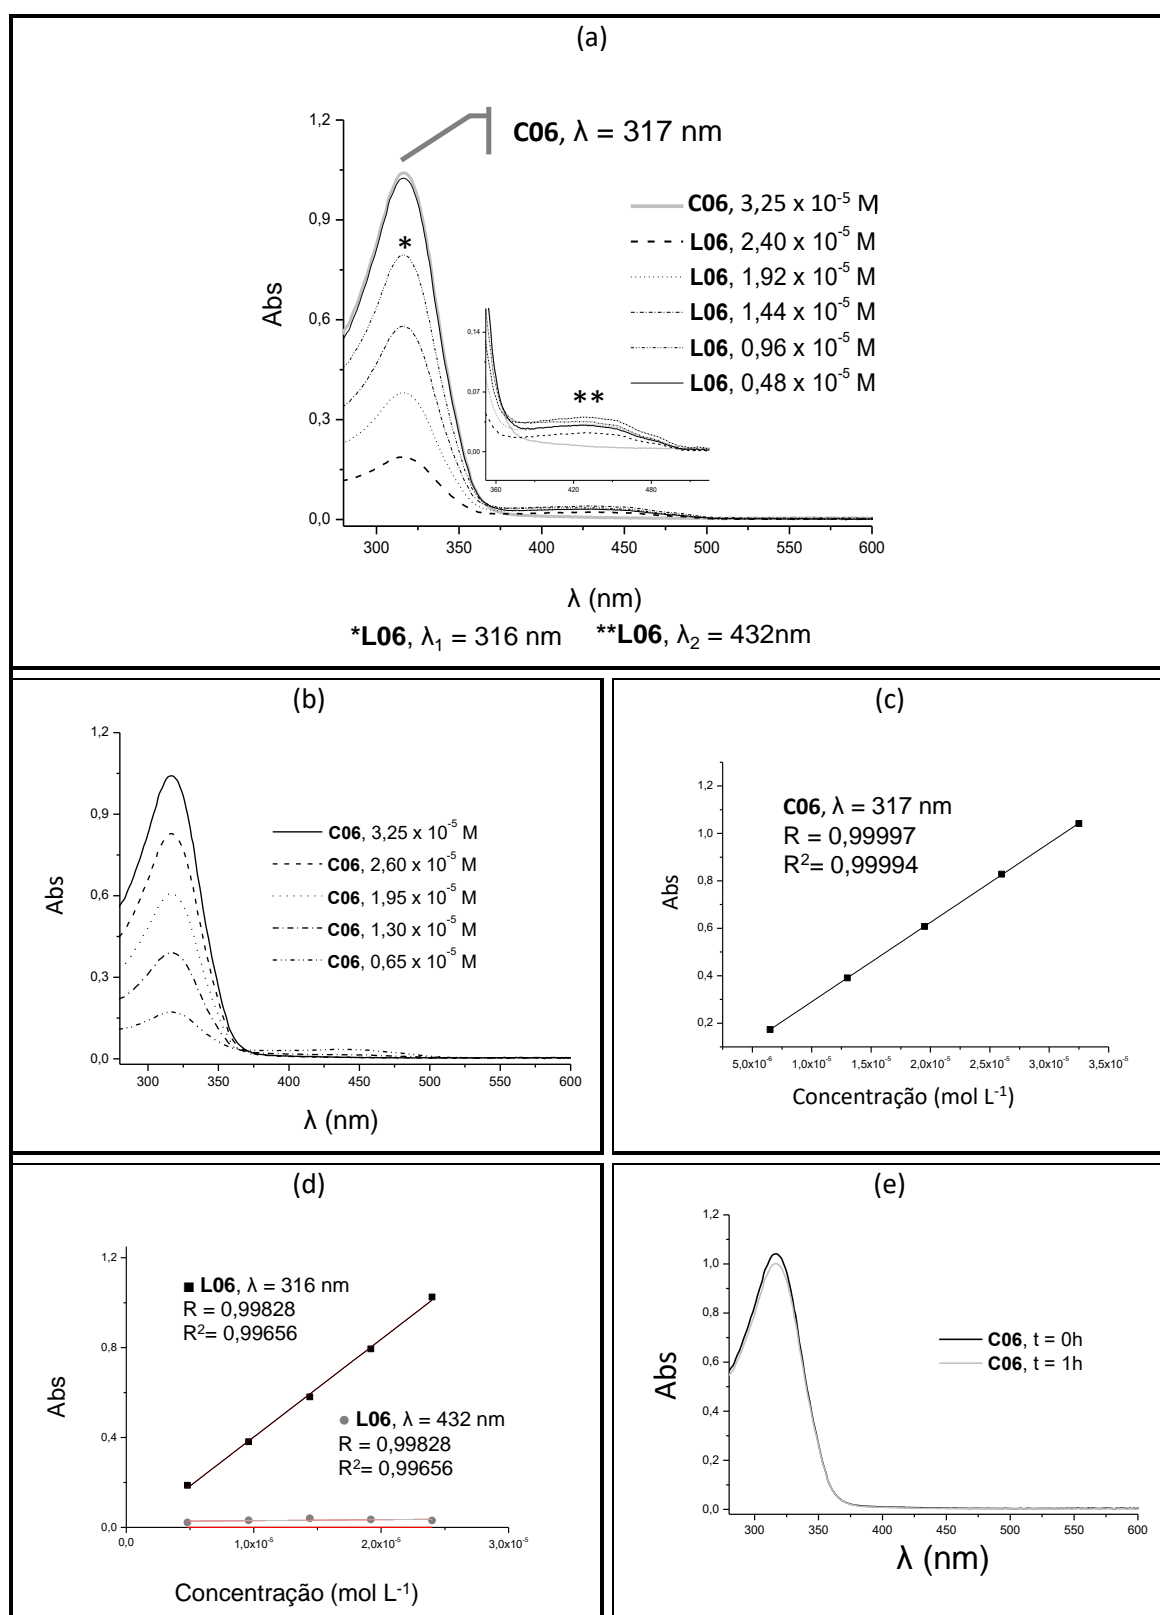 (a)
C06, λ = 317 nm
1,2
0,9
0,6
0,3
0,0
Abs
C06, 3,25 x 10⁻⁵ M
L06, 2,40 x 10⁻⁵ M
L06, 1,92 x 10⁻⁵ M
L06, 1,44 x 10⁻⁵ M
L06, 0,96 x 10⁻⁵ M
L06, 0,48 x 10⁻⁵ M
*
**
0,14
0,07
0,00
360 420 480
300 350 400 450 500 550 600
λ (nm)
*L06, λ₁ = 316 nm **L06, λ₂ = 432nm
(b)
1,2
0,9
0,6
0,3
0,0
Abs
C06, 3,25 x 10⁻⁵ M
C06, 2,60 x 10⁻⁵ M
C06, 1,95 x 10⁻⁵ M
C06, 1,30 x 10⁻⁵ M
C06, 0,65 x 10⁻⁵ M
300 350 400 450 500 550 600
λ (nm)
(c)
1,2
1,0
0,8
0,6
0,4
0,2
Abs
C06, λ = 317 nm
R = 0,99997
R²= 0,99994
5,0x10⁻⁶ 1,0x10⁻⁵ 1,5x10⁻⁵ 2,0x10⁻⁵ 2,5x10⁻⁵ 3,0x10⁻⁵ 3,5x10⁻⁵
Concentração (mol L⁻¹)
(d)
1,2
0,8
0,4
0,0
Abs
L06, λ = 316 nm
R = 0,99828
R²= 0,99656
L06, λ = 432 nm
R = 0,99828
R²= 0,99656
0,0 1,0x10⁻⁵ 2,0x10⁻⁵ 3,0x10⁻⁵
Concentração (mol L⁻¹)
(e)
1,2
1,0
0,8
0,6
0,4
0,2
0,0
Abs
C06, t = 0h
C06, t = 1h
300 350 400 450 500 550 600
λ (nm)